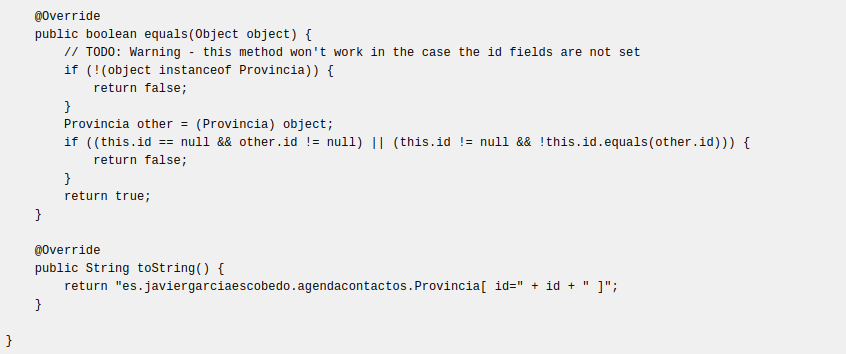 @Override
    public boolean equals(Object object) {
        // TODO: Warning - this method won't work in the case the id fields are not set
        if (!(object instanceof Provincia)) {
            return false;
        }
        Provincia other = (Provincia) object;
        if ((this.id == null && other.id != null) || (this.id != null && !this.id.equals(other.id))) {
            return false;
        }
        return true;
    }

    @Override
    public String toString() {
        return "es.javiergarciaescobedo.agendacontactos.Provincia[ id=" + id + " ]";
    }

}